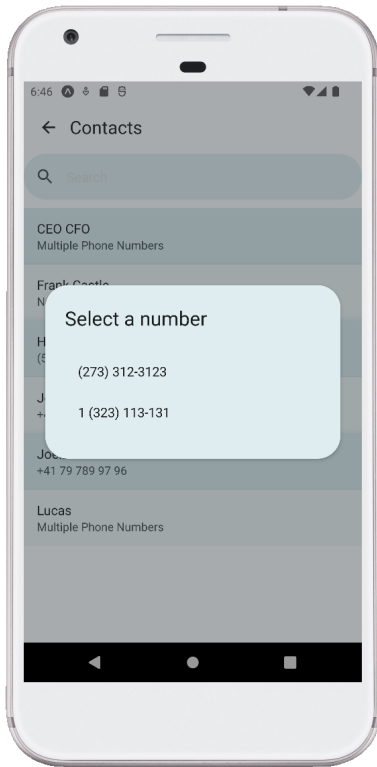 6:46
Contacts
Search
CEO CFO
Multiple Phone Numbers
Frank Castle
N
Select a number
H
(5
(273) 312-3123
J
1 (323) 113-131
+41 79 789 97 96
Lucas
Multiple Phone Numbers